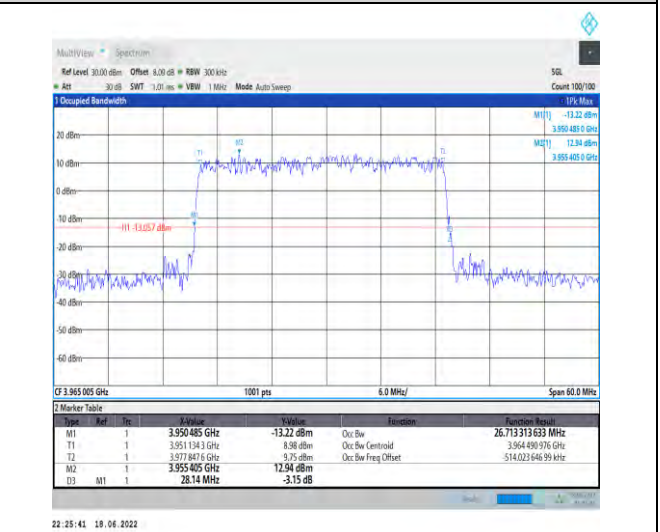 MultiView Spectrum
Ref Level 30.00 dBm Offset 8.00 dB RBW 300 kHz SGL
Att 30 dB SWT 1.01 ms VBW 1 MHz Mode Auto Sweep Count 100/100
1 Occupied Bandwidth 1Pk Max
M1[1] -13.22 dBm
3.950 485 0 GHz
M2[1] 12.94 dBm
3.955 405 0 GHz
20 dBm
T1 M2 T2
10 dBm
0 dBm
-10 dBm
H1 -13.057 dBm
-20 dBm
-30 dBm
-40 dBm
-50 dBm
-60 dBm
CF 3.965 005 GHz 1001 pts 6.0 MHz/ Span 60.0 MHz
2 Marker Table
Type Ref Trc X-Value Y-Value Function Function Result
M1 1 3.950 485 GHz -13.22 dBm Occ Bw 26.713 313 633 MHz
T1 1 3.951 134 3 GHz 8.98 dBm Occ Bw Centroid 3.964 490 976 GHz
T2 1 3.977 847 6 GHz 9.75 dBm Occ Bw Freq Offset -514.023 646 99 kHz
M2 1 3.955 405 GHz 12.94 dBm
D3 M1 1 28.14 MHz -3.15 dB
22:25:41 18.06.2022